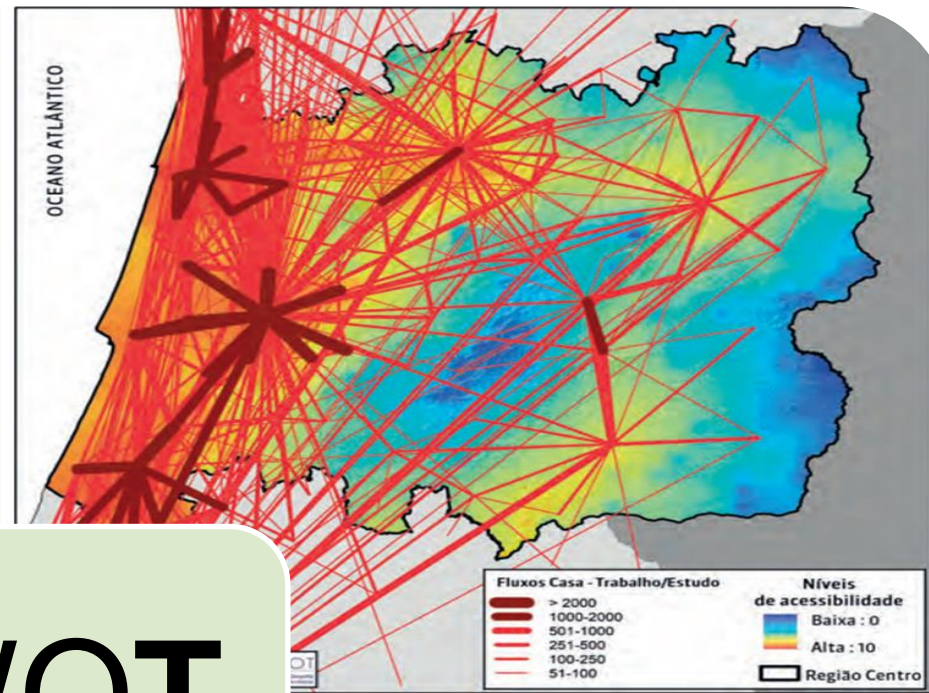 OCEANO ATLÂNTICO
Fluxos Casa - Trabalho/Estudo
> 2000
1000-2000
501-1000
251-500
100-250
51-100
Níveis
de acessibilidade
Baixa : 0
Alta : 10
Região Centro
OT